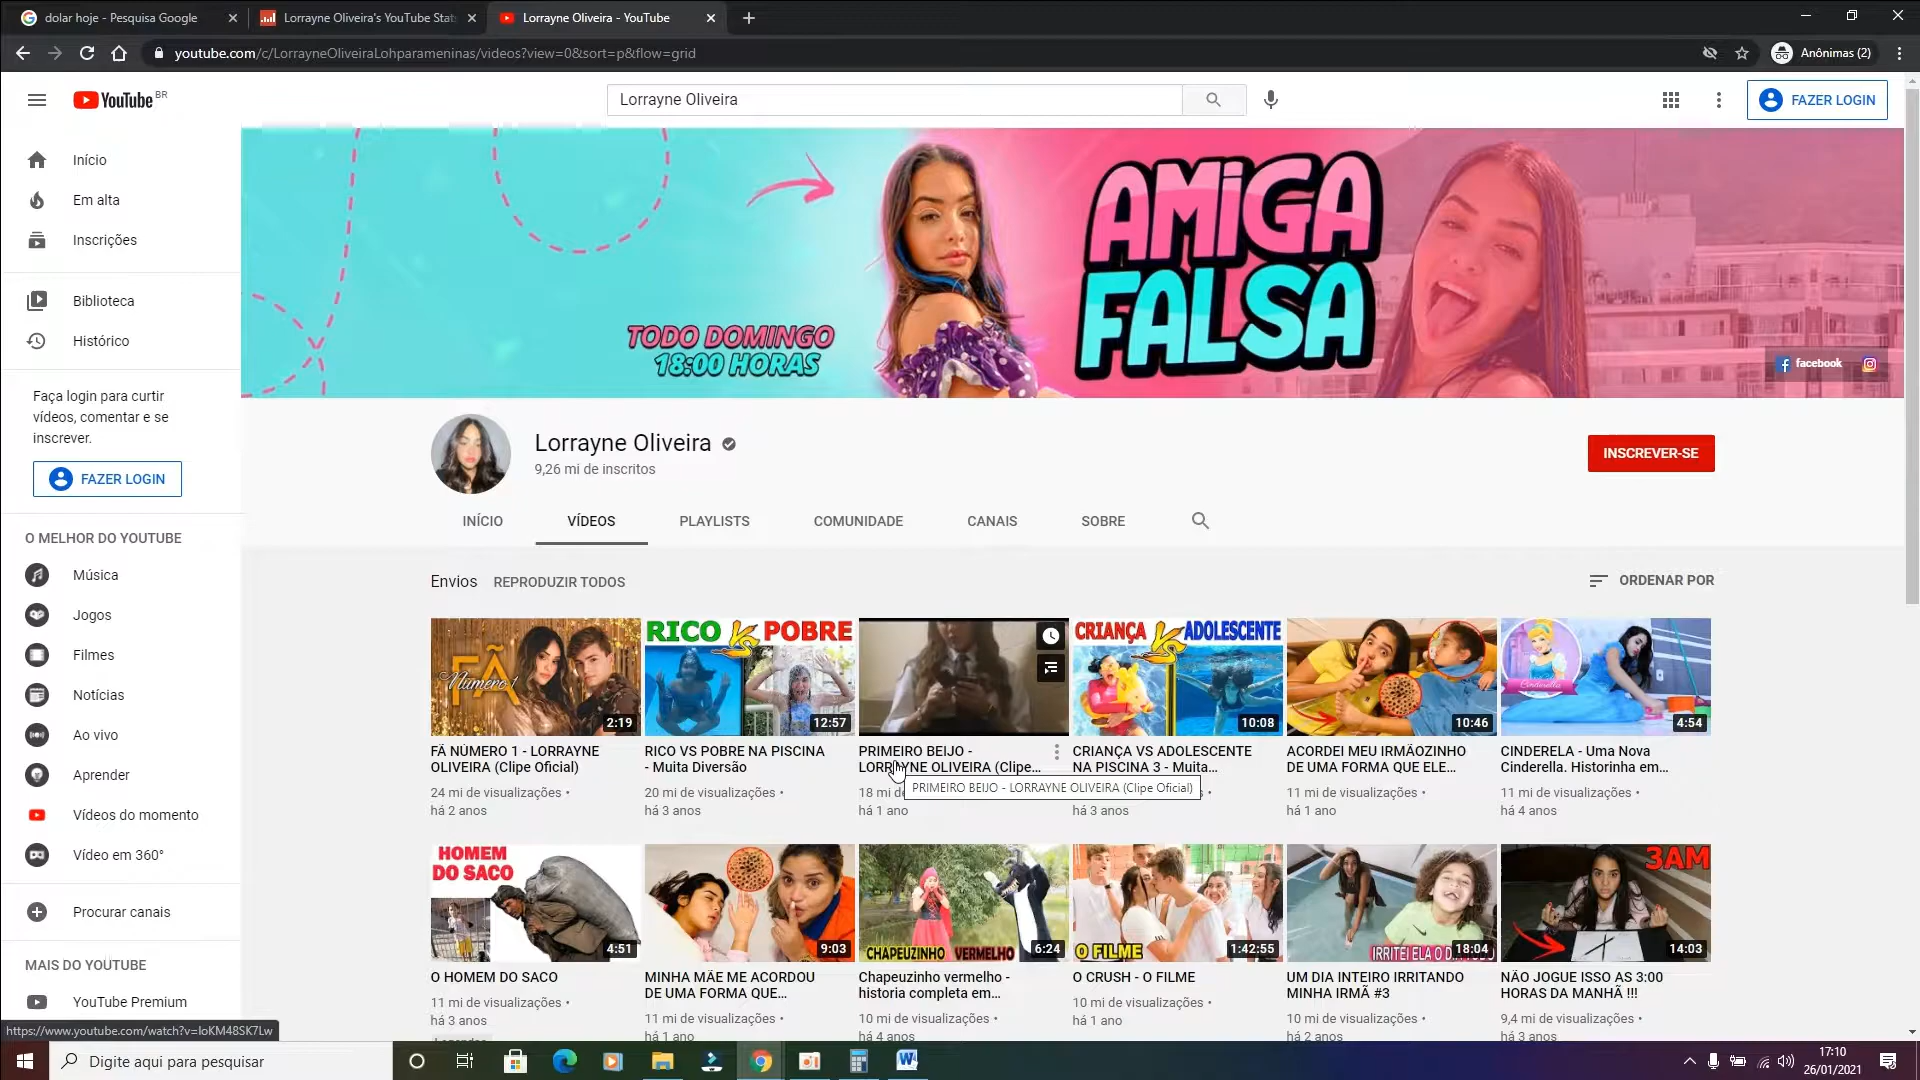 dolar hoje - Pesquisa Google
Lorrayne Oliveira's YouTube Stat
Lorrayne Oliveira - YouTube
youtube.com/c/LorrayneOliveiraLohparameninas/videos?view=0&sort=p&flow=grid
Anônimas (2)
YouTube BR
Lorrayne Oliveira
FAZER LOGIN
Início
Em alta
Inscrições
Biblioteca
Histórico
Faça login para curtir
vídeos, comentar e se
inscrever.
FAZER LOGIN
O MELHOR DO YOUTUBE
Música
Jogos
Filmes
Notícias
Ao vivo
Aprender
Vídeos do momento
Vídeo em 360°
Procurar canais
MAIS DO YOUTUBE
YouTube Premium
TODO DOMINGO
18:00 HORAS
AMIGA
FALSA
facebook
Lorrayne Oliveira
9,26 mi de inscritos
INSCREVER-SE
INÍCIO
VÍDEOS
PLAYLISTS
COMUNIDADE
CANAIS
SOBRE
Envios
REPRODUZIR TODOS
ORDENAR POR
FÃ
Número 1
2:19
FÃ NÚMERO 1 - LORRAYNE
OLIVEIRA (Clipe Oficial)
24 mi de visualizações •
há 2 anos
RICO VS POBRE
12:57
RICO VS POBRE NA PISCINA
- Muita Diversão
20 mi de visualizações •
há 3 anos
PRIMEIRO BEIJO -
LORRAYNE OLIVEIRA (Clipe...
PRIMEIRO BEIJO - LORRAYNE OLIVEIRA (Clipe Oficial)
18 mi de
há 1 ano
CRIANÇA VS ADOLESCENTE
10:08
CRIANÇA VS ADOLESCENTE
NA PISCINA 3 - Muita...
há 3 anos
10:46
ACORDEI MEU IRMÃOZINHO
DE UMA FORMA QUE ELE...
11 mi de visualizações •
há 1 ano
Cinderella
4:54
CINDERELA - Uma Nova
Cinderella. Historinha em...
11 mi de visualizações •
há 4 anos
HOMEM
DO SACO
4:51
O HOMEM DO SACO
11 mi de visualizações •
há 3 anos
9:03
MINHA MÃE ME ACORDOU
DE UMA FORMA QUE...
11 mi de visualizações •
há 1 ano
CHAPEUZINHO VERMELHO
6:24
Chapeuzinho vermelho -
historia completa em...
10 mi de visualizações •
há 4 anos
O FILME
1:42:55
O CRUSH - O FILME
10 mi de visualizações •
há 1 ano
IRRITEI ELA O DIA TODO
18:04
UM DIA INTEIRO IRRITANDO
MINHA IRMÃ #3
10 mi de visualizações •
há 2 anos
3AM
14:03
NÃO JOGUE ISSO AS 3:00
HORAS DA MANHÃ !!!
9,4 mi de visualizações •
há 3 anos
https://www.youtube.com/watch?v=IoKM48SK7Lw
Digite aqui para pesquisar
17:10
26/01/2021